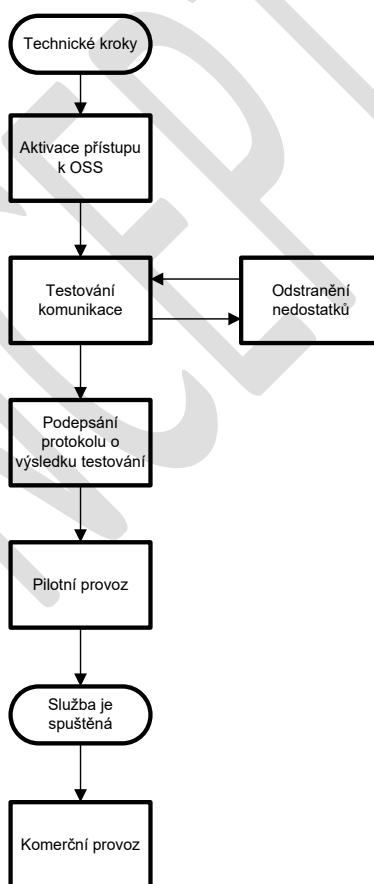 Technické kroky
Aktivace přístupu
k OSS
Testování
komunikace
Odstranění
nedostatků
Podepsání
protokolu o
výsledku testování
Pilotní provoz
Služba je
spuštěná
Komerční provoz